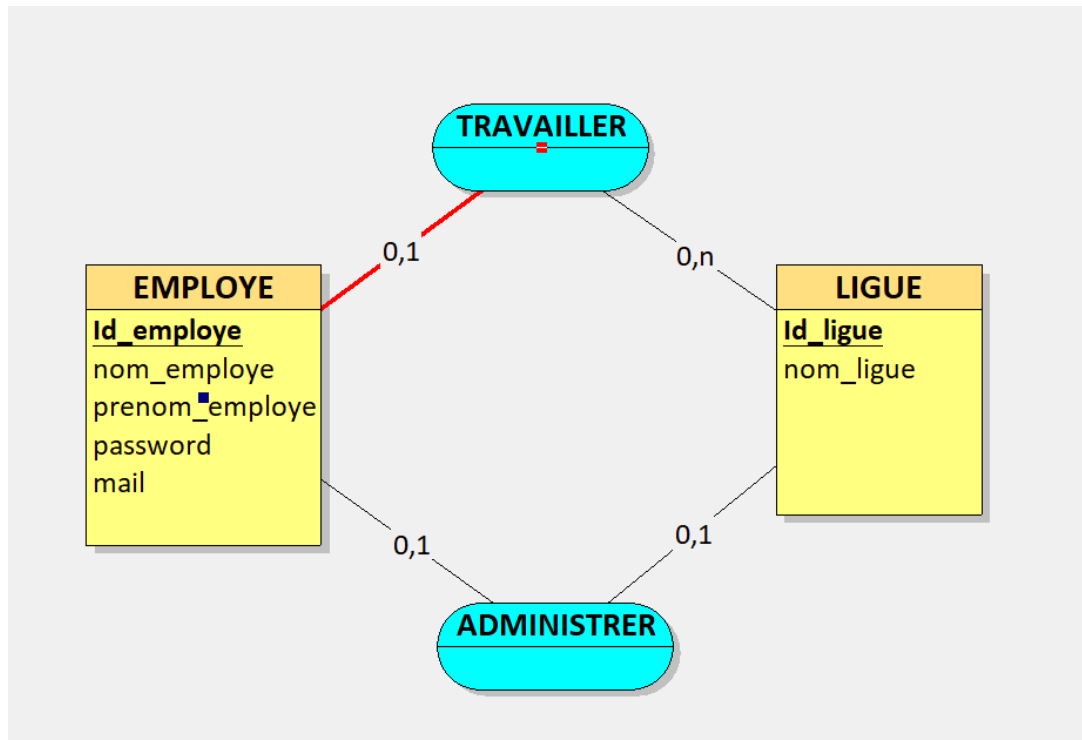 TRAVAILLER
0,1
0,n
EMPLOYE
Id_employe
nom_employe
prenom_employe
password
mail
LIGUE
Id_ligue
nom_ligue
0,1
0,1
ADMINISTRER